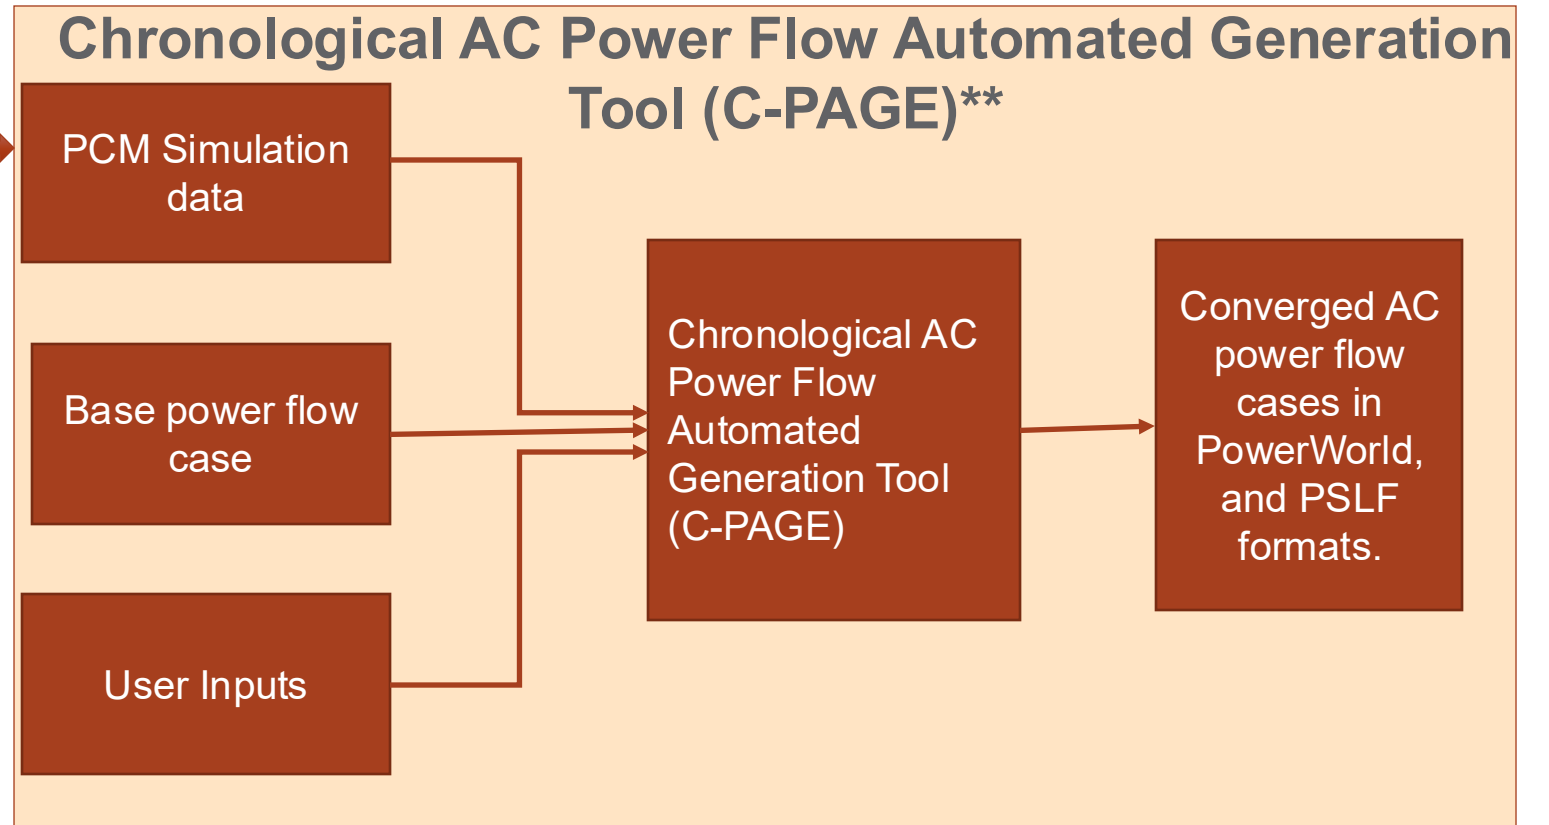 Chronological AC Power Flow Automated Generation
Tool (C-PAGE)**
PCM Simulation
data
Base power flow
case
User Inputs
Chronological AC
Power Flow
Automated
Generation Tool
(C-PAGE)
Converged AC
power flow
cases in
PowerWorld,
and PSLF
formats.